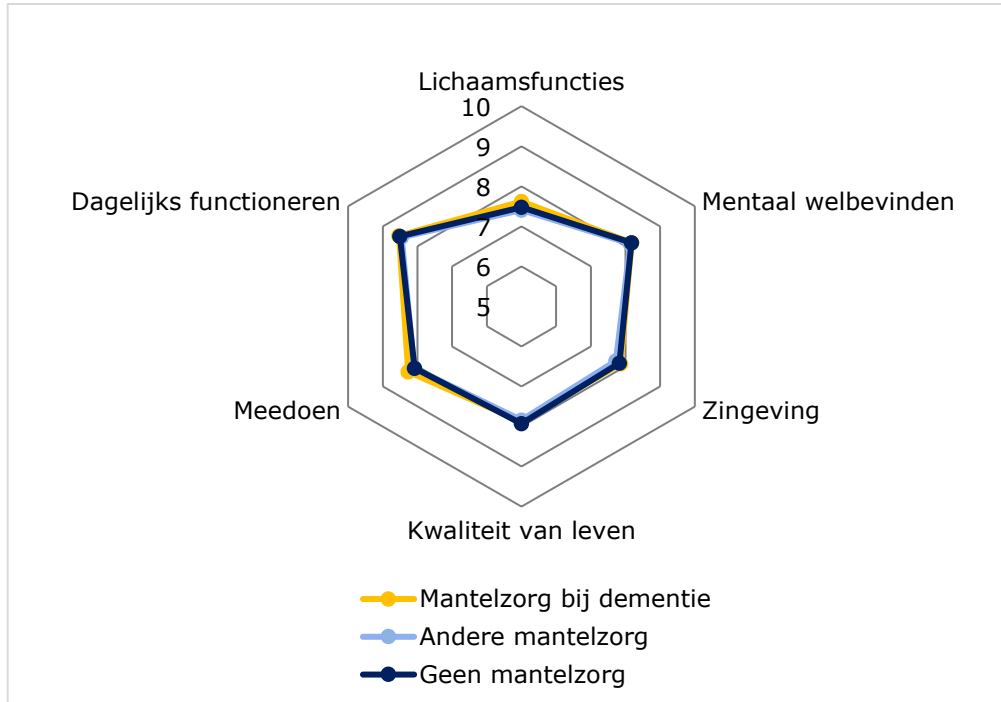 Lichaamsfuncties
10
9
Mentaal welbevinden
8
Dagelijks functioneren
7
6
5
Meedoen
Zingeving
Kwaliteit van leven
Mantelzorg bij dementie
Andere mantelzorg
Geen mantelzorg